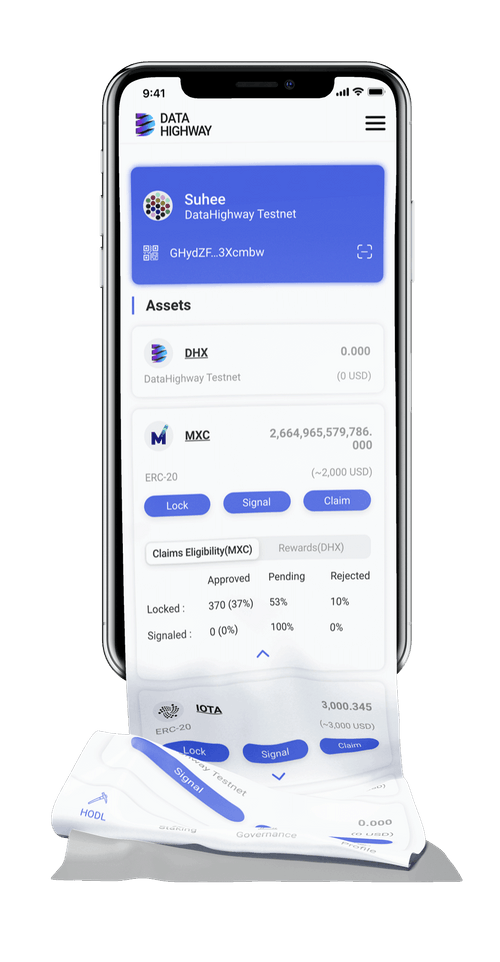 9:41
DATA
HIGHWAY
Suhee
DataHighway Testnet
GHydZF...3Xcmbw
Assets
DHX
0.000
DataHighway Testnet
(0 USD)
MXC
2,664,965,579,786.
000
ERC-20
(~2,000 USD)
Lock
Signal
Claim
Claims Eligibility(MXC)
Rewards(DHX)
Approved
Pending
Rejected
Locked :
370 (37%)
53%
10%
Signaled :
0 (0%)
100%
0%
IOTA
3,000.345
ERC-20
(~3,000 USD)
Lock
Signal
Claim
Testnet
Signal
HODL
0.000
Staking
Governance
(0 USD)
Profile